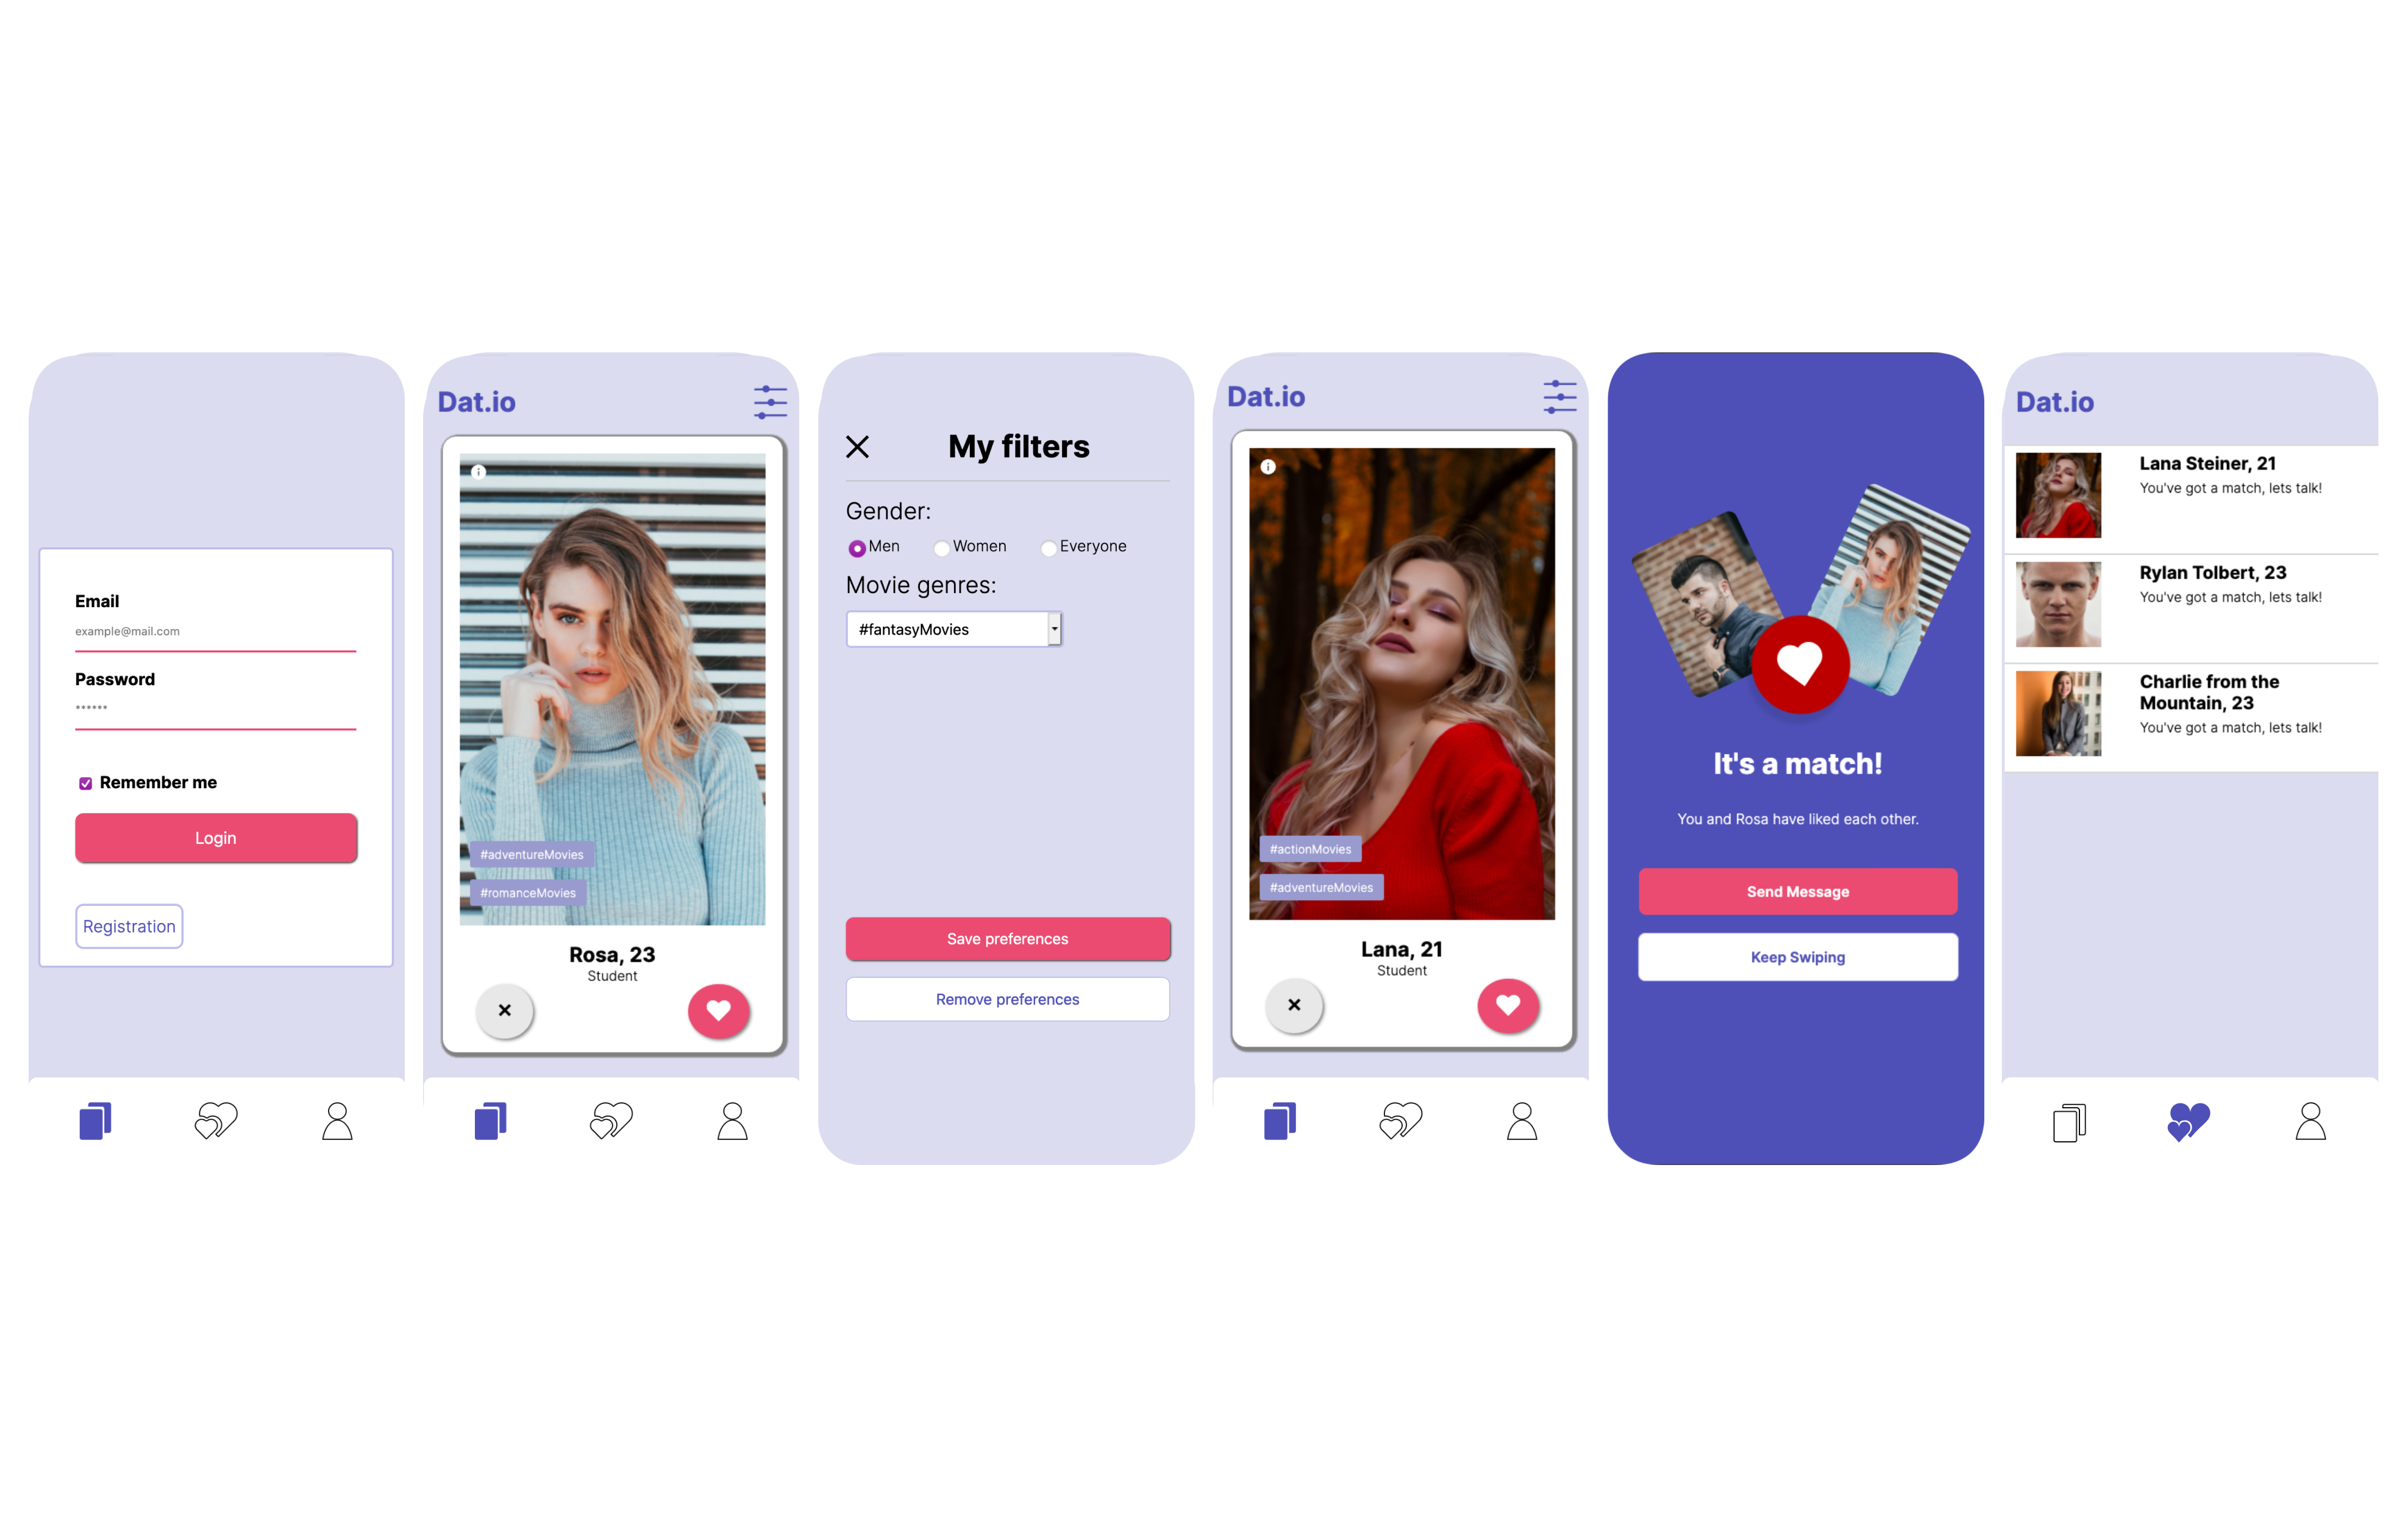 Email
example@mail.com
Password
••••••
Remember me
Login
Registration
Dat.io
#adventureMovies
#romanceMovies
Rosa, 23
Student
My filters
Gender:
Men Women Everyone
Movie genres:
#fantasyMovies
Save preferences
Remove preferences
Dat.io
#actionMovies
#adventureMovies
Lana, 21
Student
It's a match!
You and Rosa have liked each other.
Send Message
Keep Swiping
Dat.io
Lana Steiner, 21
You've got a match, lets talk!
Rylan Tolbert, 23
You've got a match, lets talk!
Charlie from the
Mountain, 23
You've got a match, lets talk!